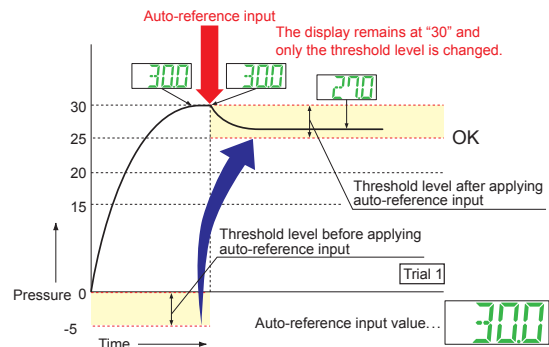 Auto-reference input
The display remains at “30” and
only the threshold level is changed.
30.0
30.0
27.0
30
25
20
15
0
-5
OK
Threshold level after applying
auto-reference input
Threshold level before applying
auto-reference input
Trial 1
Pressure
Time
Auto-reference input value…
30.0